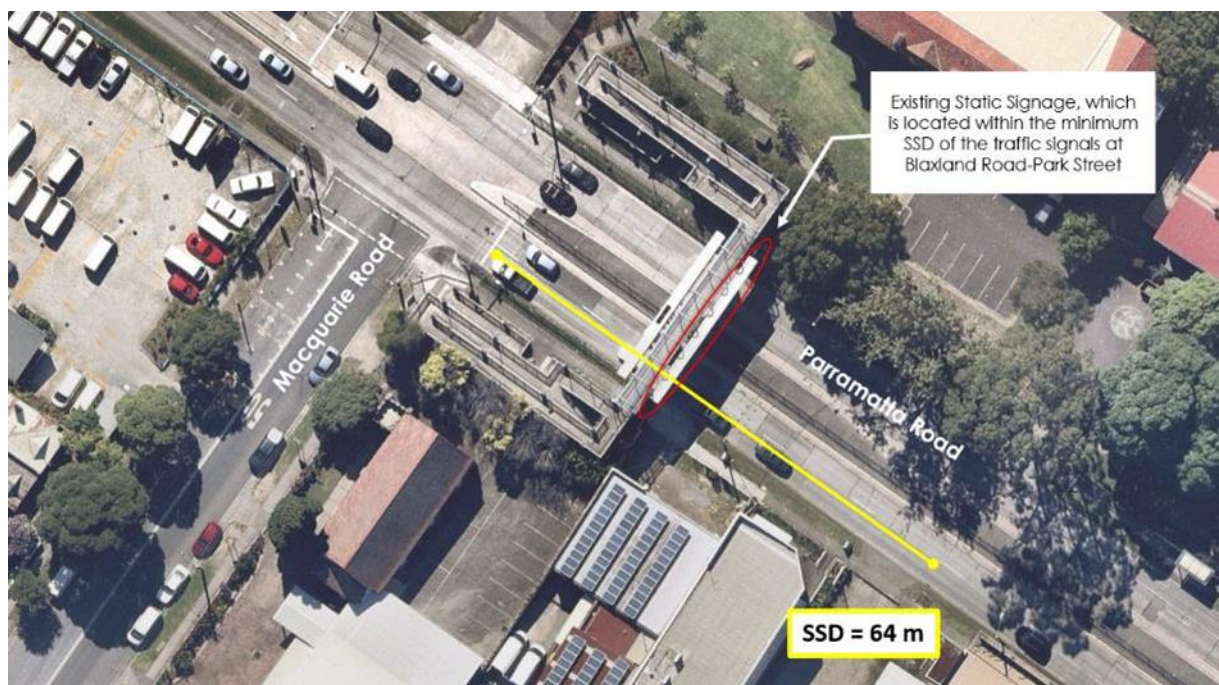 Existing Static Signage, which
is located within the minimum
SSD of the traffic signals at
Blaxland Road-Park Street
Macquarie Road
Parramatta Road
SSD = 64 m